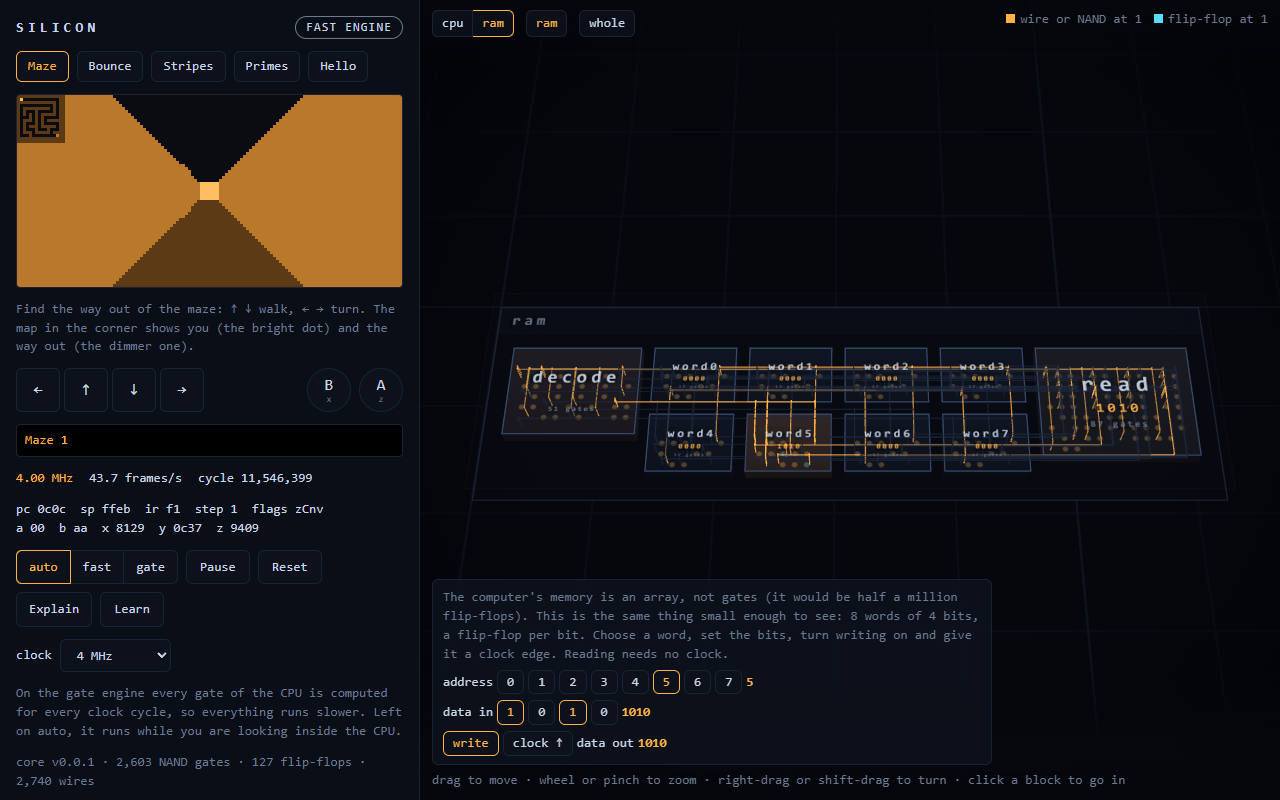 SILICON
FAST ENGINE
Maze Bounce Stripes Primes Hello
Find the way out of the maze: ↑ ↓ walk, ← → turn. The
map in the corner shows you (the bright dot) and the
way out (the dimmer one).
← ↑ ↓ → B x A z
Maze 1
4.00 MHz 43.7 frames/s cycle 11,546,399
pc 0c0c sp ffeb ir f1 step 1 flags zCnv
a 00 b aa x 8129 y 0c37 z 9409
auto fast gate Pause Reset
Explain Learn
clock 4 MHz
On the gate engine every gate of the CPU is computed
for every clock cycle, so everything runs slower. Left
on auto, it runs while you are looking inside the CPU.
core v0.0.1 · 2,603 NAND gates · 127 flip-flops ·
2,740 wires
cpu ram ram whole
wire or NAND at 1 flip-flop at 1
ram
decode
51 gates
word0
0000
word1
0000
word2
0000
word3
0000
read
1010
87 gates
word4
0000
word5
1010
word6
0000
word7
0000
The computer's memory is an array, not gates (it would be half a million
flip-flops). This is the same thing small enough to see: 8 words of 4 bits,
a flip-flop per bit. Choose a word, set the bits, turn writing on and give
it a clock edge. Reading needs no clock.
address 0 1 2 3 4 5 6 7 5
data in 1 0 1 0 1010
write clock ↑ data out 1010
drag to move · wheel or pinch to zoom · right-drag or shift-drag to turn · click a block to go in